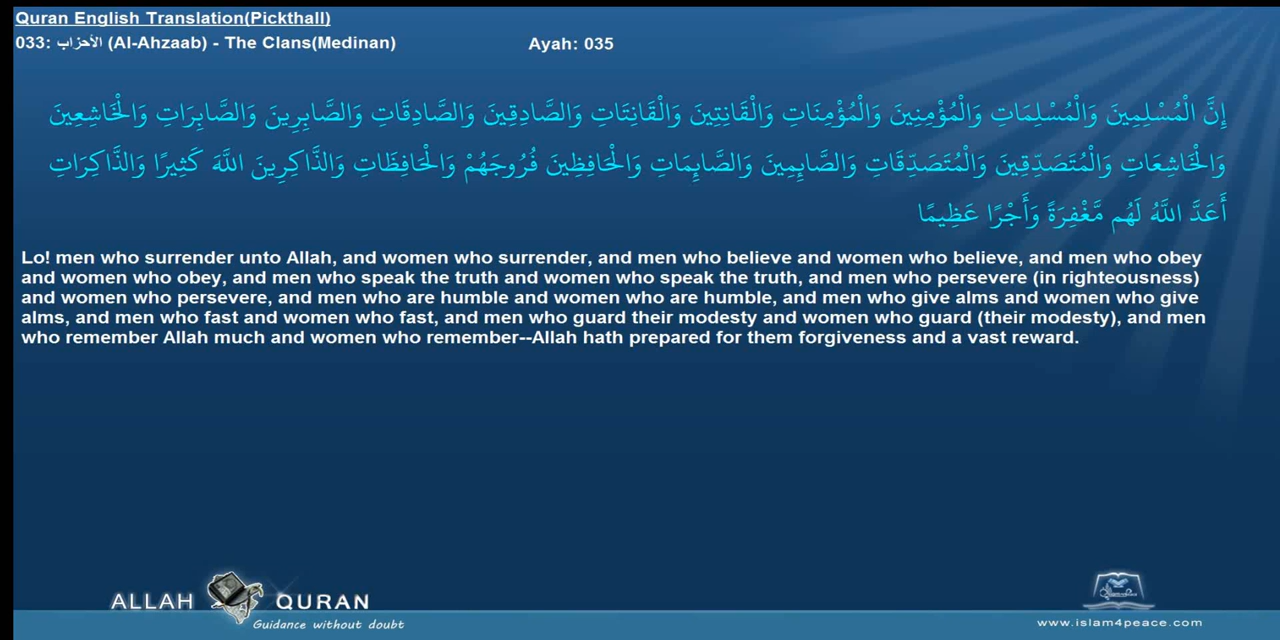 Quran English Translation(Pickthall)
033: الأحزاب (Al-Ahzaab) - The Clans(Medinan) Ayah: 035
إِنَّ الْمُسْلِمِينَ وَالْمُسْلِمَاتِ وَالْمُؤْمِنِينَ وَالْمُؤْمِنَاتِ وَالْقَانِتِينَ وَالْقَانِتَاتِ وَالصَّادِقِينَ وَالصَّادِقَاتِ وَالصَّابِرِينَ وَالصَّابِرَاتِ وَالْخَاشِعِينَ
وَالْخَاشِعَاتِ وَالْمُتَصَدِّقِينَ وَالْمُتَصَدِّقَاتِ وَالصَّائِمِينَ وَالصَّائِمَاتِ وَالْحَافِظِينَ فُرُوجَهُمْ وَالْحَافِظَاتِ وَالذَّاكِرِينَ اللَّهَ كَثِيرًا وَالذَّاكِرَاتِ
أَعَدَّ اللَّهُ لَهُم مَّغْفِرَةً وَأَجْرًا عَظِيمًا
Lo! men who surrender unto Allah, and women who surrender, and men who believe and women who believe, and men who obey
and women who obey, and men who speak the truth and women who speak the truth, and men who persevere (in righteousness)
and women who persevere, and men who are humble and women who are humble, and men who give alms and women who give
alms, and men who fast and women who fast, and men who guard their modesty and women who guard (their modesty), and men
who remember Allah much and women who remember--Allah hath prepared for them forgiveness and a vast reward.
ALLAH QURAN
Guidance without doubt
www.islam4peace.com